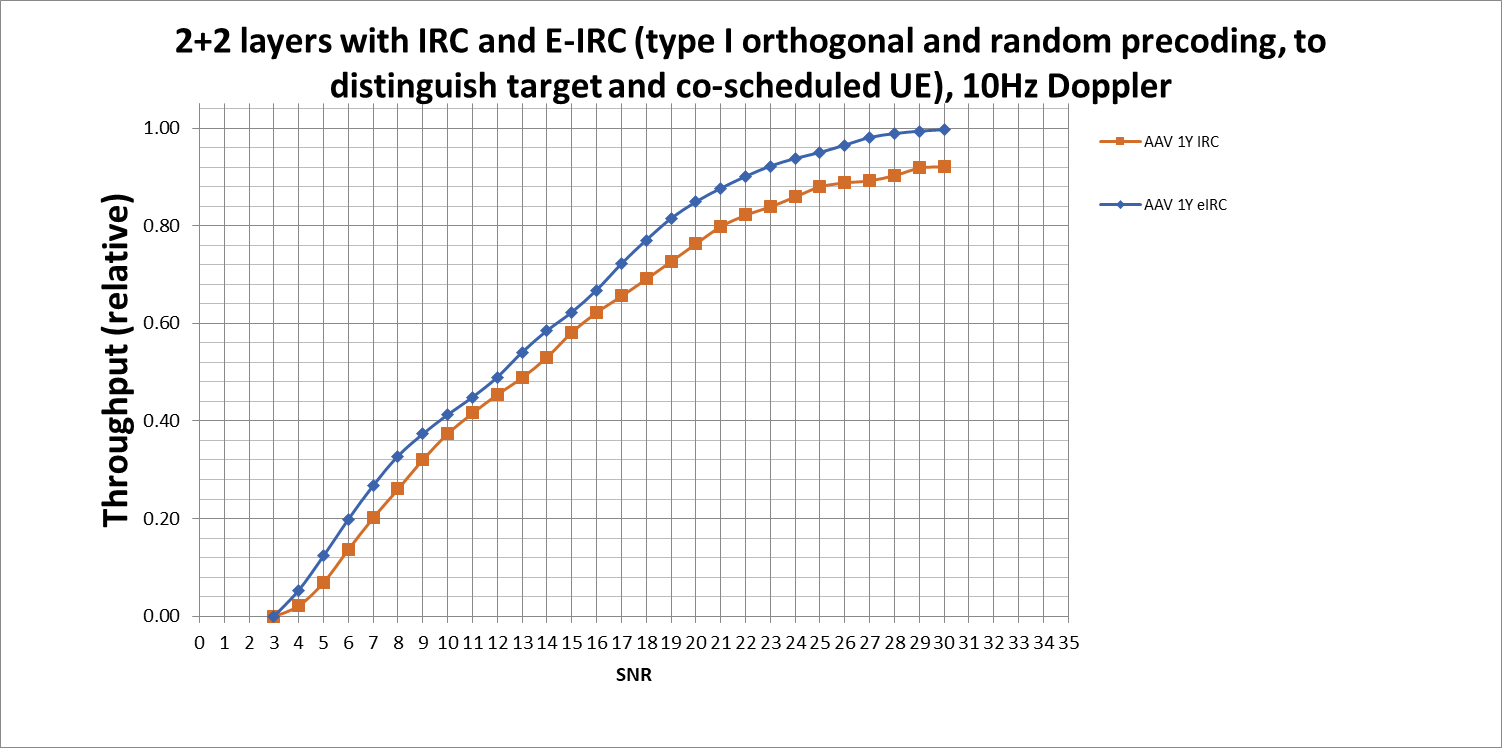 2+2 layers with IRC and E-IRC (type I orthogonal and random precoding, to
distinguish target and co-scheduled UE), 10Hz Doppler
Throughput (relative)
1.00
0.80
0.60
0.40
0.20
0.00
0 1 2 3 4 5 6 7 8 9 10 11 12 13 14 15 16 17 18 19 20 21 22 23 24 25 26 27 28 29 30 31 32 33 34 35
SNR
AAV 1Y IRC
AAV 1Y eIRC